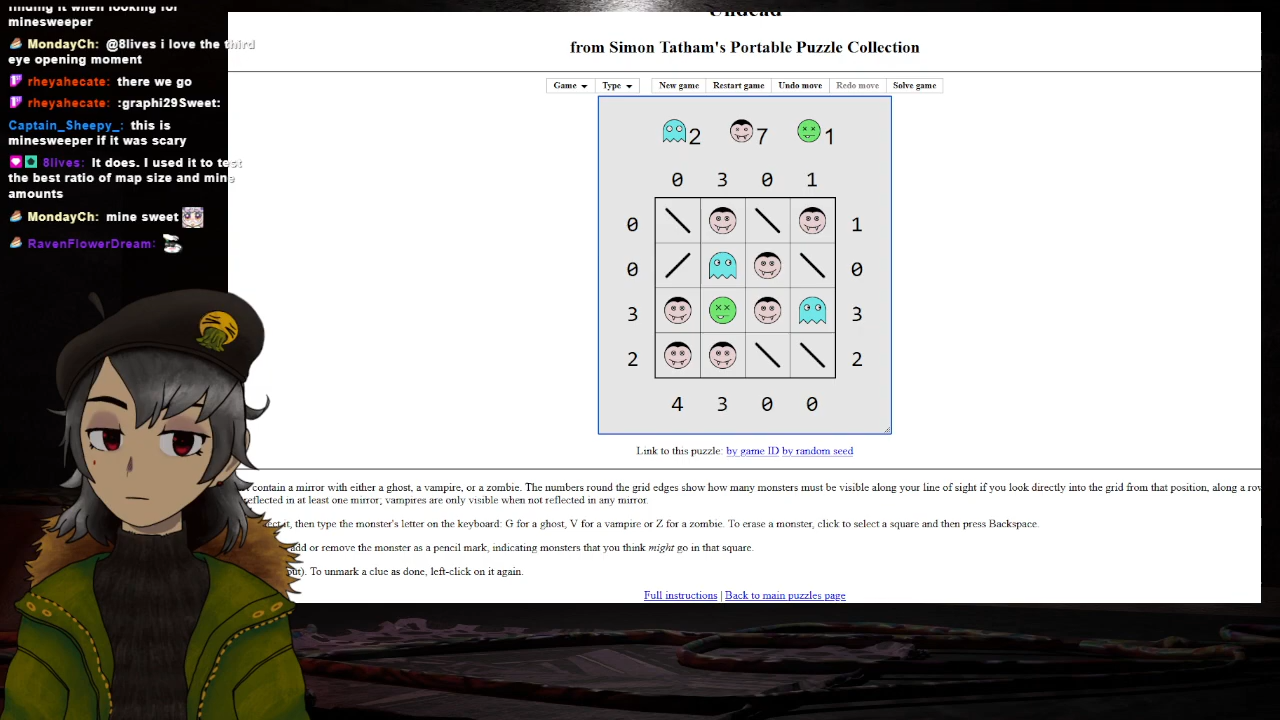 finding it when looking for
minesweeper
MondayCh: @8lives i love the third
eye opening moment
rheyahecate: there we go
rheyahecate: :graphi29Sweet:
Captain_Sheepy_: this is
minesweeper if it was scary
8lives: It does. I used it to test
the best ratio of map size and mine
amounts
MondayCh: mine sweet
RavenFlowerDream:
Undead
from Simon Tatham's Portable Puzzle Collection
Game Type New game Restart game Undo move Redo move Solve game
2 7 1
0 3 0 1
0 1
0 0
3 3
2 2
4 3 0 0
Link to this puzzle: by game ID by random seed
contain a mirror with either a ghost, a vampire, or a zombie. The numbers round the grid edges show how many monsters must be visible along your line of sight if you look directly into the grid from that position, along a
reflected in at least one mirror; vampires are only visible when not reflected in any mirror.
it, then type the monster's letter on the keyboard: G for a ghost, V for a vampire or Z for a zombie. To erase a monster, click to select a square and then press Backspace.
add or remove the monster as a pencil mark, indicating monsters that you think might go in that square.
To unmark a clue as done, left-click on it again.
Full instructions | Back to main puzzles page